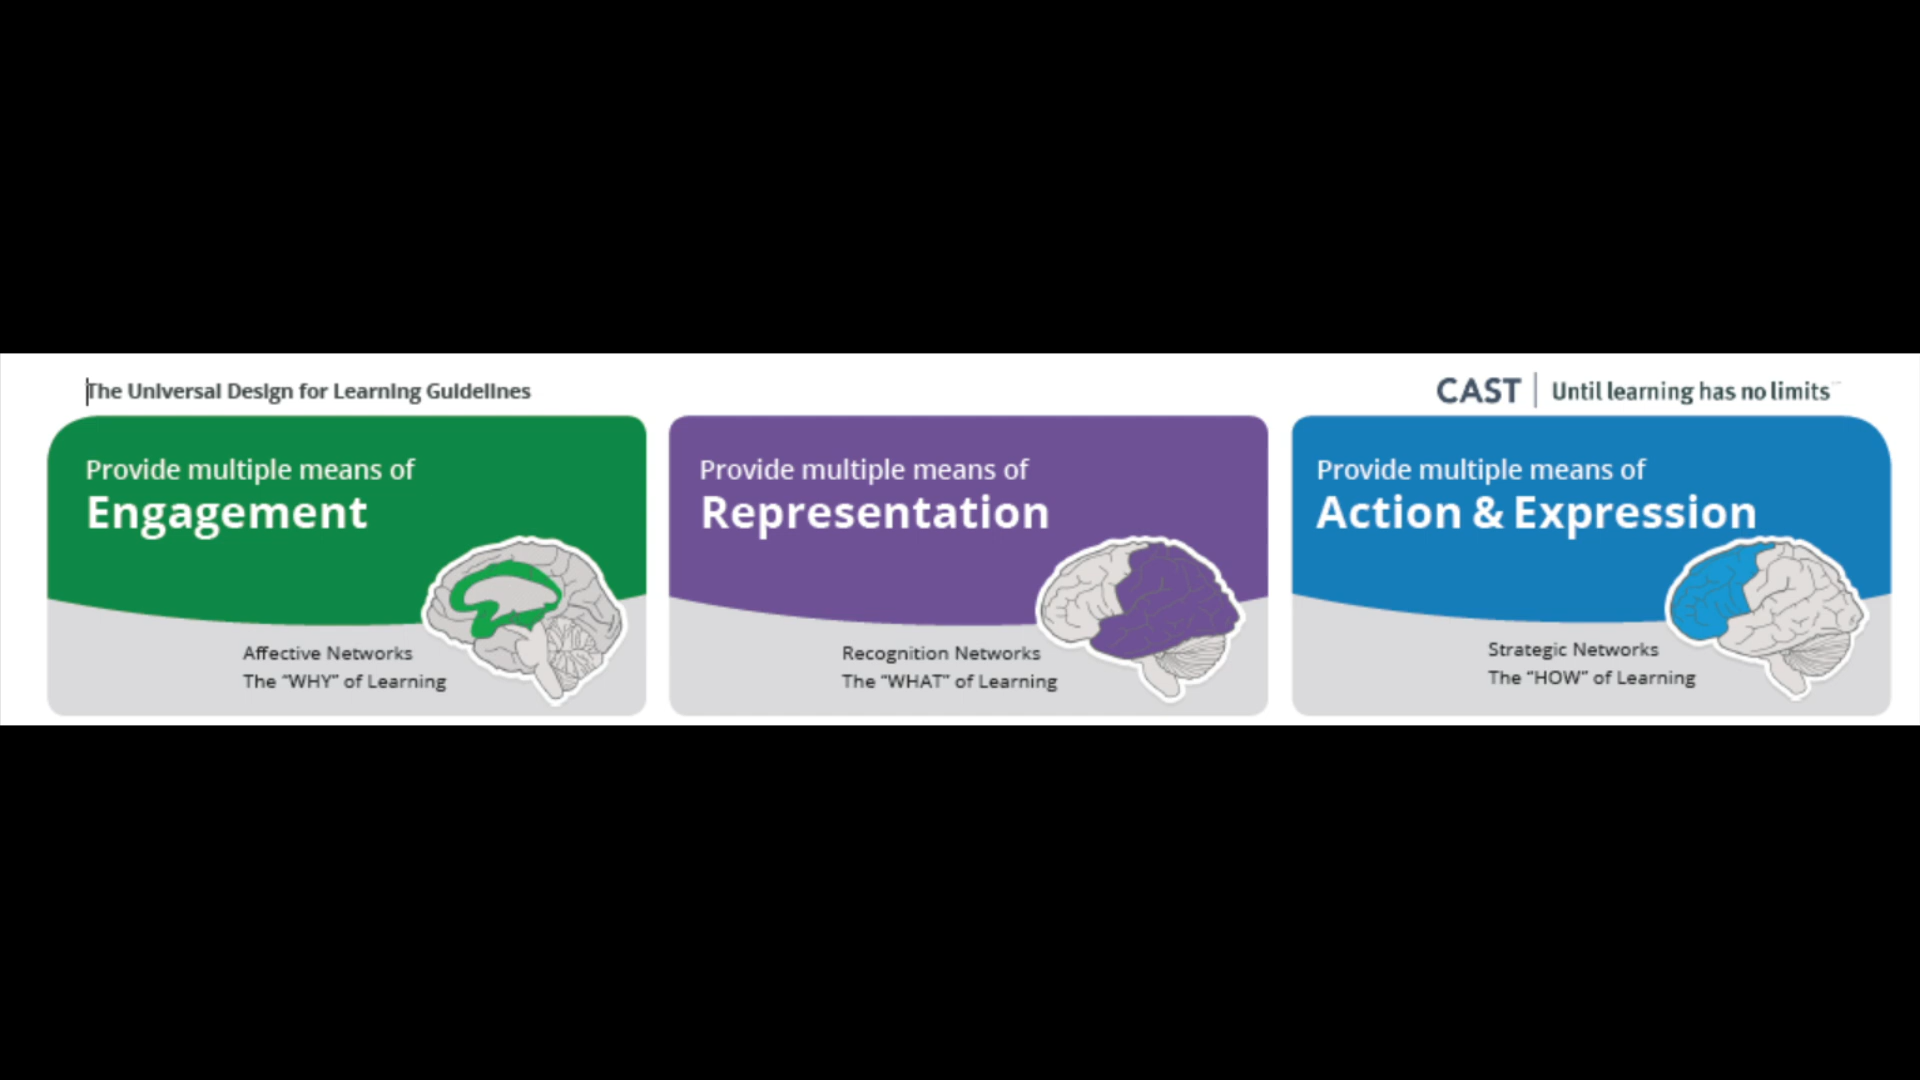 The Universal Design for Learning Guidelines
CAST | Until learning has no limits
Provide multiple means of
Engagement
Affective Networks
The “WHY” of Learning
Provide multiple means of
Representation
Recognition Networks
The “WHAT” of Learning
Provide multiple means of
Action & Expression
Strategic Networks
The “HOW” of Learning